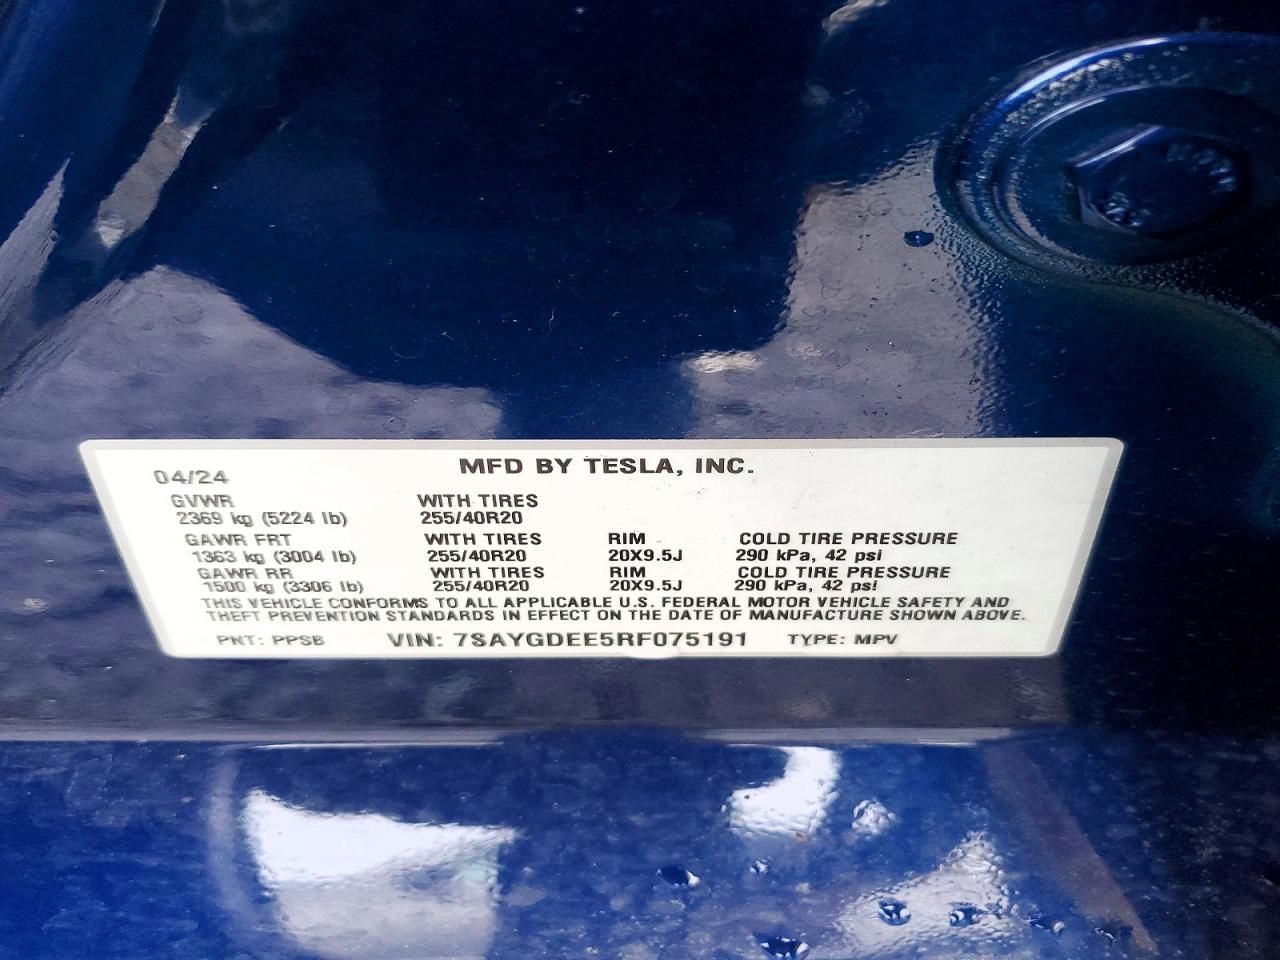 MFD BY TESLA, INC.
04/24
GVWR WITH TIRES
2369 kg (5224 lb) 255/40R20
GAWR FRT WITH TIRES RIM COLD TIRE PRESSURE
1363 kg (3004 lb) 255/40R20 20X9.5J 290 kPa, 42 psi
GAWR RR WITH TIRES RIM COLD TIRE PRESSURE
1500 kg (3306 lb) 255/40R20 20X9.5J 290 kPa, 42 psi
THIS VEHICLE CONFORMS TO ALL APPLICABLE U.S. FEDERAL MOTOR VEHICLE SAFETY AND
THEFT PREVENTION STANDARDS IN EFFECT ON THE DATE OF MANUFACTURE SHOWN ABOVE.
PNT: PPSB VIN: 7SAYGDEE5RF075191 TYPE: MPV